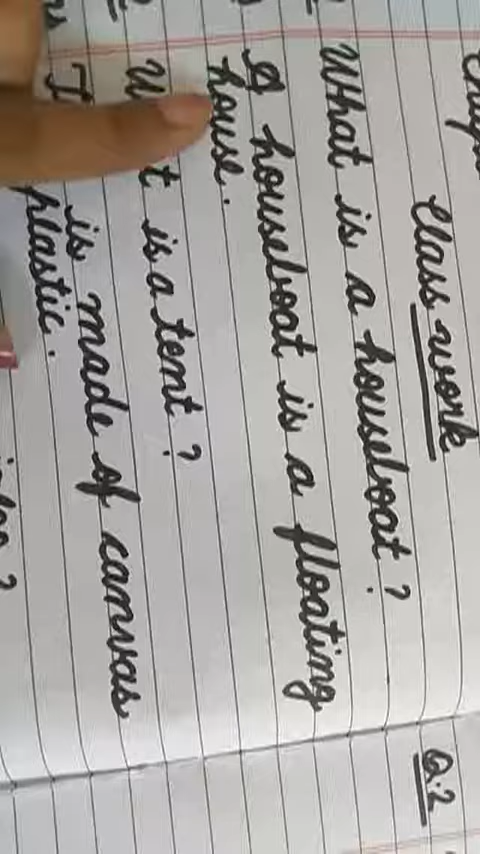 Class work
What is a houseboat?
A houseboat is a floating
house.
t is a tent?
is made of canvas
plastic.
Q.2